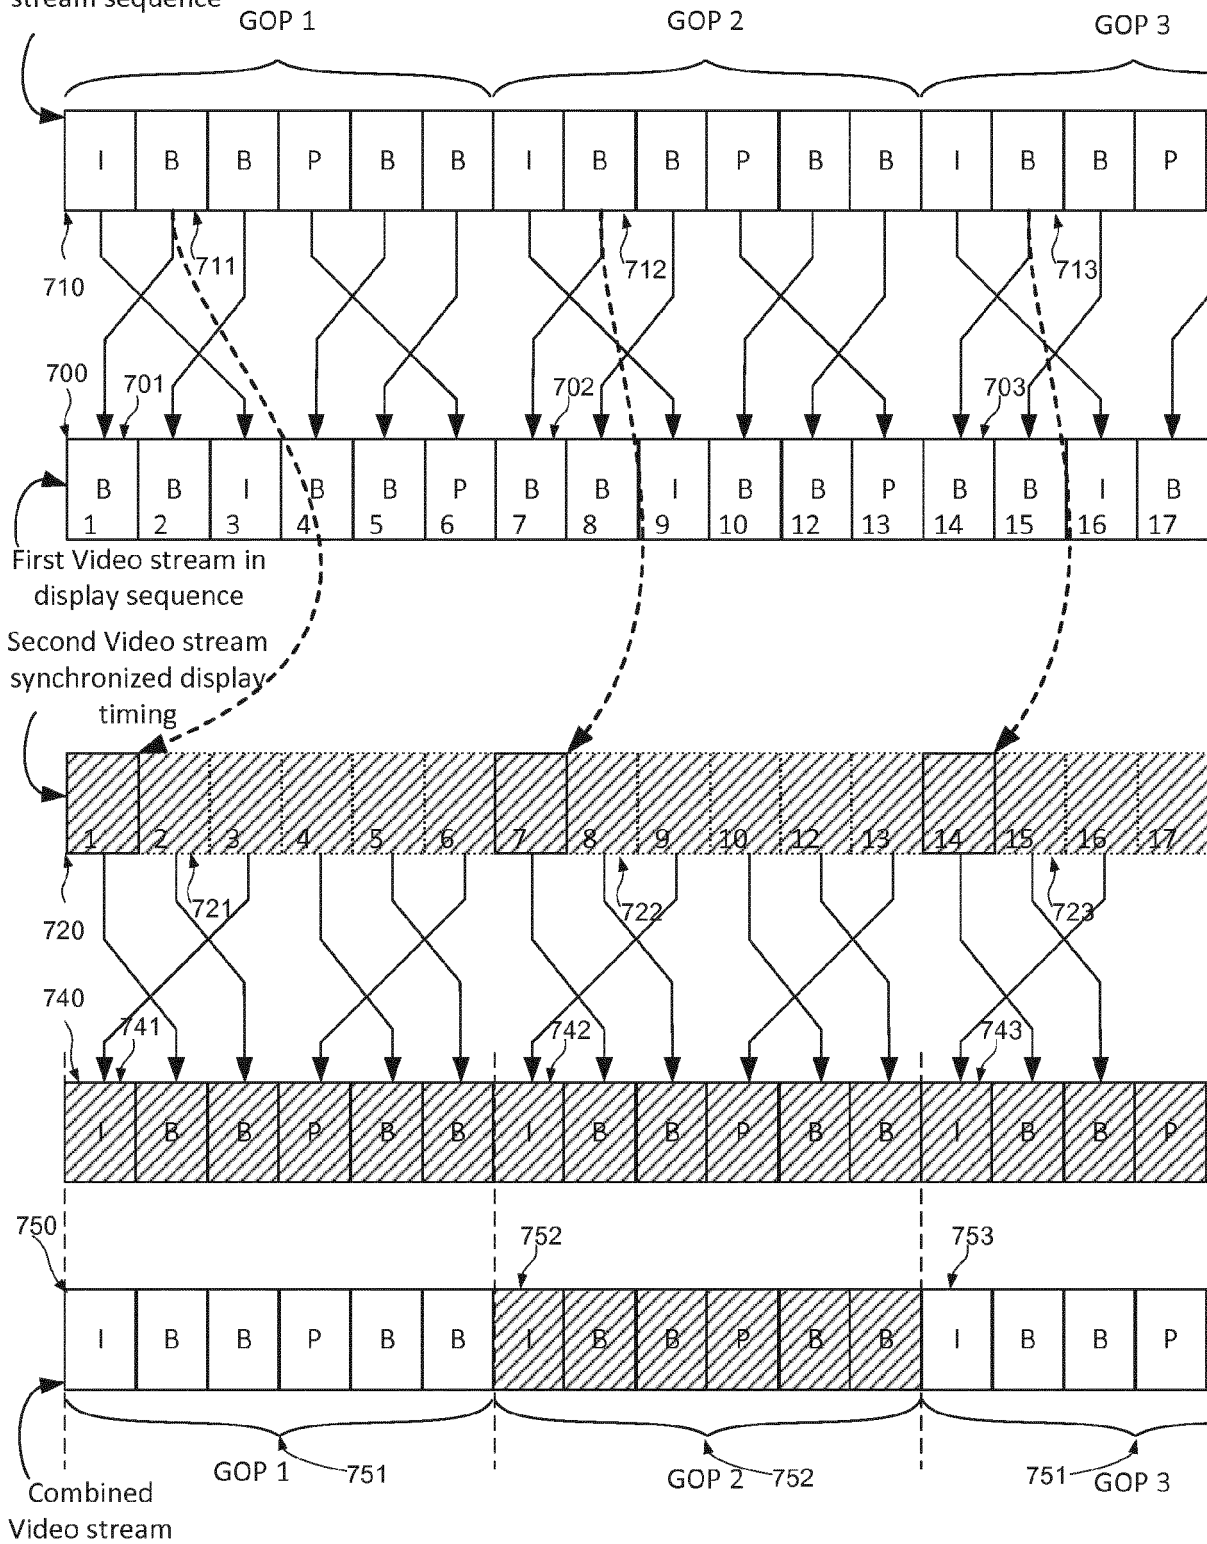 stream sequence
GOP 1 GOP 2 GOP 3
I B B P B B I B B P B B I B B P
710 711 712 713
700 701 702 703
B B I B B P B B I B B P B B I B
1 2 3 4 5 6 7 8 9 10 12 13 14 15 16 17
First Video stream in
display sequence
Second Video stream
synchronized display
timing
1 2 3 4 5 6 7 8 9 10 12 13 14 15 16 17
720 721 722 723
740 741 742 743
I B B P B B I B B P B B I B B P
750 752 753
I B B P B B I B B P B B I B B P
GOP 1 751 GOP 2 752 751 GOP 3
Combined
Video stream